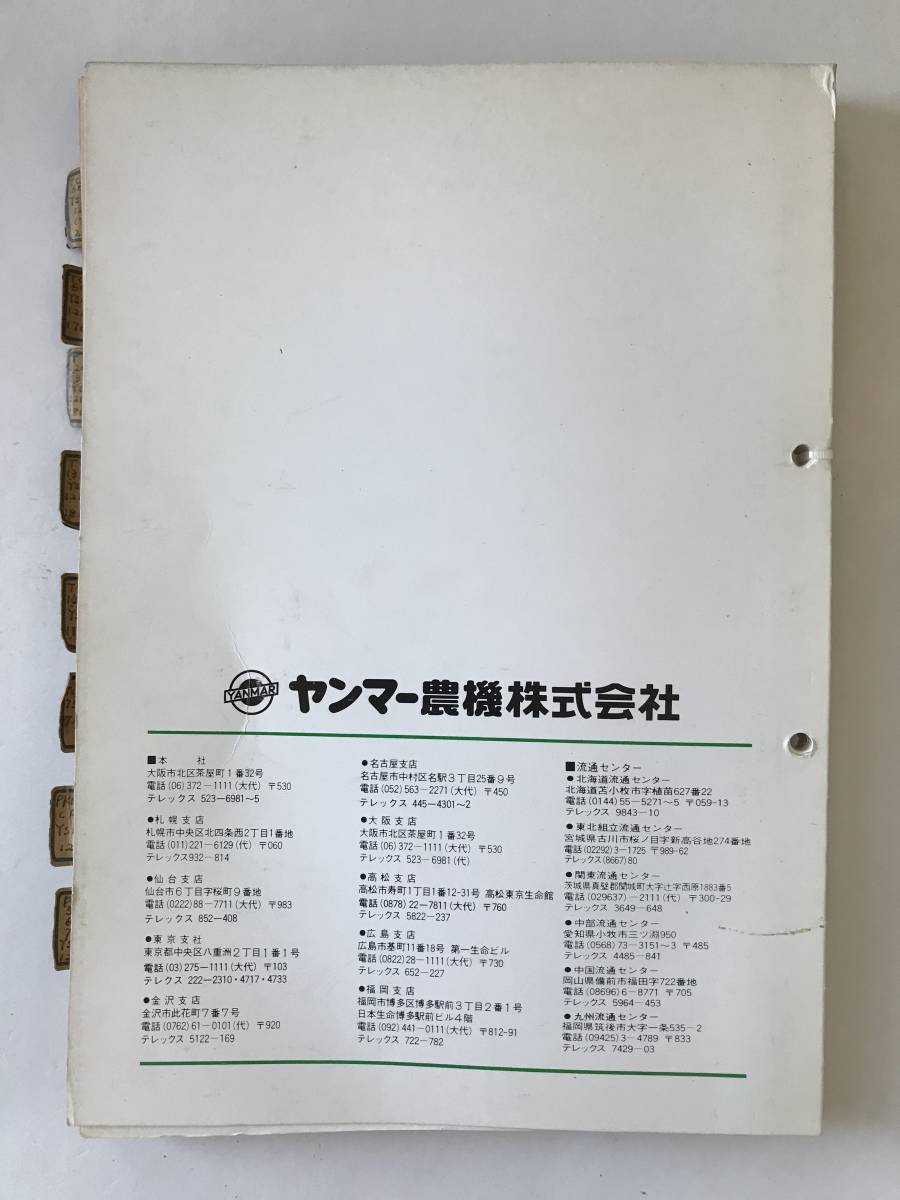 YANMAR ヤンマー農機株式会社
■本　社
大阪市北区茶屋町1番32号
電話(06)372－1111(大代)〒530
テレックス 523－6981～5
●札幌支店
札幌市中央区北四条西2丁目1番地
電話(011)221－6129(代)〒060
テレックス932－814
●仙台支店
仙台市6丁目字桜町9番地
電話(0222)88－7711(大代)〒983
テレックス 852－408
●東京支社
東京都中央区八重洲2丁目1番1号
電話(03)275－1111(大代)〒103
テレクス 222－2310・4717・4733
●金沢支店
金沢市此花町7番7号
電話(0762)61－0101(代)〒920
テレックス 5122－169
●名古屋支店
名古屋市中村区名駅3丁目25番9号
電話(052)563－2271(大代)〒450
テレックス 445－4301～2
●大阪支店
大阪市北区茶屋町1番32号
電話(06)372－1111(大代)〒530
テレックス 523－6981(代)
●高松支店
高松市寿町1丁目1番12-31号 高松東京生命館
電話(0878)22－7811(大代)〒760
テレックス 5822－237
●広島支店
広島市基町11番18号 第一生命ビル
電話(0822)28－1111(大代)〒730
テレックス 652－227
●福岡支店
福岡市博多区博多駅前3丁目2番1号
日本生命博多駅前ビル4階
電話(092)441－0111(大代)〒812-91
テレックス 722－782
■流通センター
●北海道流通センター
北海道苫小牧市字植苗627番22
電話(0144)55－5271～5 〒059-13
テレックス 9843－10
●東北組立流通センター
宮城県古川市桜ノ目字新高谷地274番地
電話(02292)3－1725 〒989-62
テレックス(8667)80
●関東流通センター
茨城県真壁郡関城町大字辻字西原1883番5
電話(029637)－2111(代)〒300-29
テレックス 3649－648
●中部流通センター
愛知県小牧市三ツ淵950
電話(0568)73－3151～3 〒485
テレックス 4485－841
●中国流通センター
岡山県備前市福田字722番地
電話(08696)6－8771 〒705
テレックス 5964－453
●九州流通センター
福岡県筑後市大字一条535－2
電話(09425)3－4789 〒833
テレックス 7429－03